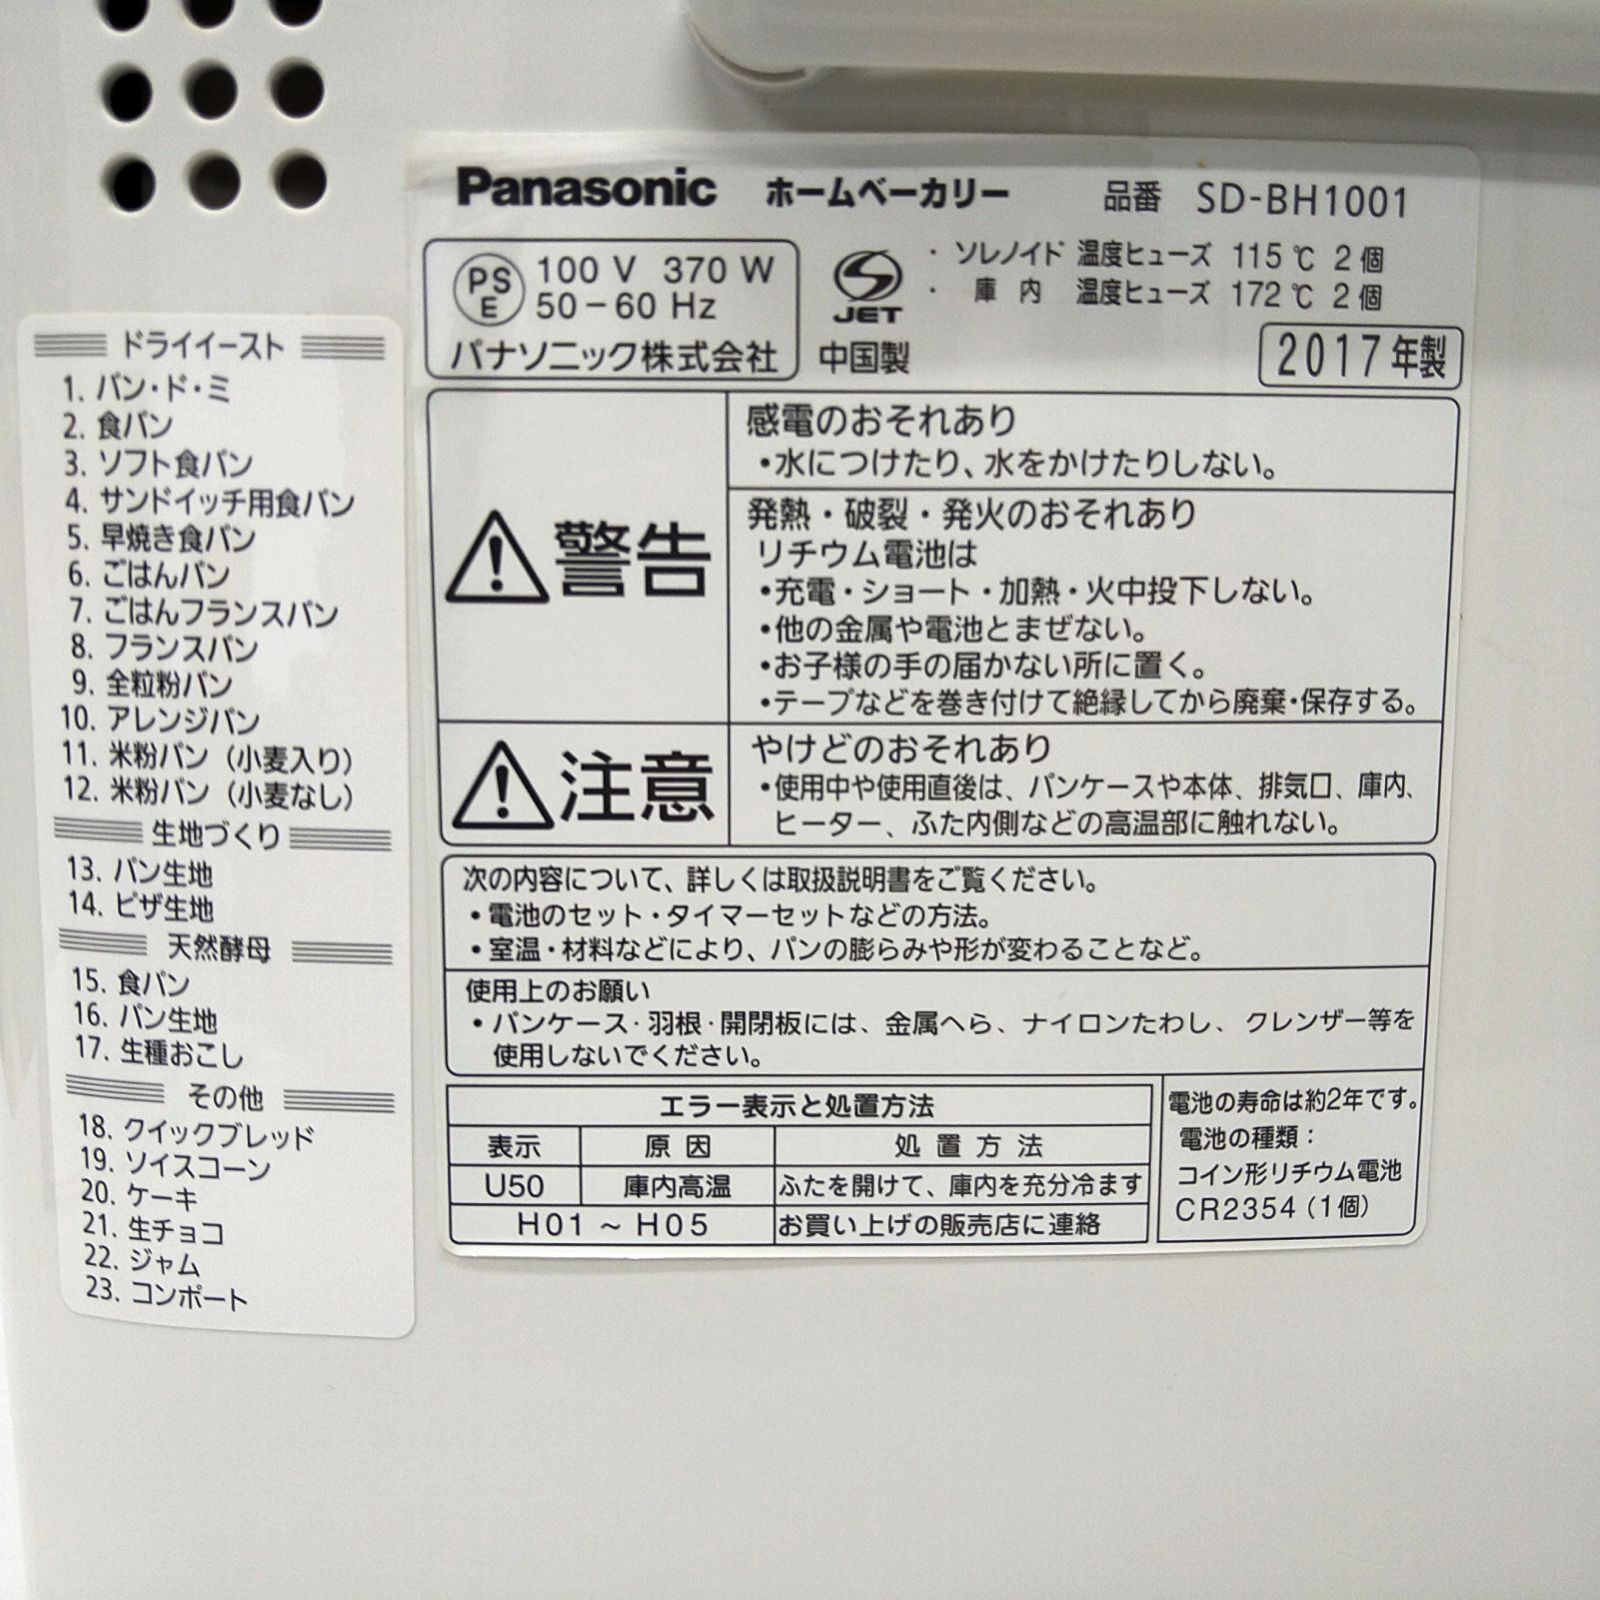 Panasonic ホームベーカリー 品番 SD-BH1001
PSE 100 V 370 W
50-60 Hz
パナソニック株式会社
JET
中国製
・ソレノイド 温度ヒューズ 115℃ 2個
・庫内 温度ヒューズ 172℃ 2個
2017年製
警告
感電のおそれあり
•水につけたり、水をかけたりしない。
発熱・破裂・発火のおそれあり
リチウム電池は
•充電・ショート・加熱・火中投下しない。
•他の金属や電池とまぜない。
•お子様の手の届かない所に置く。
•テープなどを巻き付けて絶縁してから廃棄・保存する。
注意
やけどのおそれあり
•使用中や使用直後は、パンケースや本体、排気口、庫内、
ヒーター、ふた内側などの高温部に触れない。
次の内容について、詳しくは取扱説明書をご覧ください。
•電池のセット・タイマーセットなどの方法。
•室温・材料などにより、パンの膨らみや形が変わることなど。
使用上のお願い
•パンケース・羽根・開閉板には、金属へら、ナイロンたわし、クレンザー等を
使用しないでください。
エラー表示と処置方法
表示 原因 処置方法
U50 庫内高温 ふたを開けて、庫内を充分冷ます
H01 ~ H05 お買い上げの販売店に連絡
電池の寿命は約2年です。
電池の種類：
コイン形リチウム電池
CR2354（1個）
ドライイースト
1. パン・ド・ミ
2. 食パン
3. ソフト食パン
4. サンドイッチ用食パン
5. 早焼き食パン
6. ごはんパン
7. ごはんフランスパン
8. フランスパン
9. 全粒粉パン
10. アレンジパン
11. 米粉パン（小麦入り）
12. 米粉パン（小麦なし）
生地づくり
13. パン生地
14. ピザ生地
天然酵母
15. 食パン
16. パン生地
17. 生種おこし
その他
18. クイックブレッド
19. ソイスコーン
20. ケーキ
21. 生チョコ
22. ジャム
23. コンポート